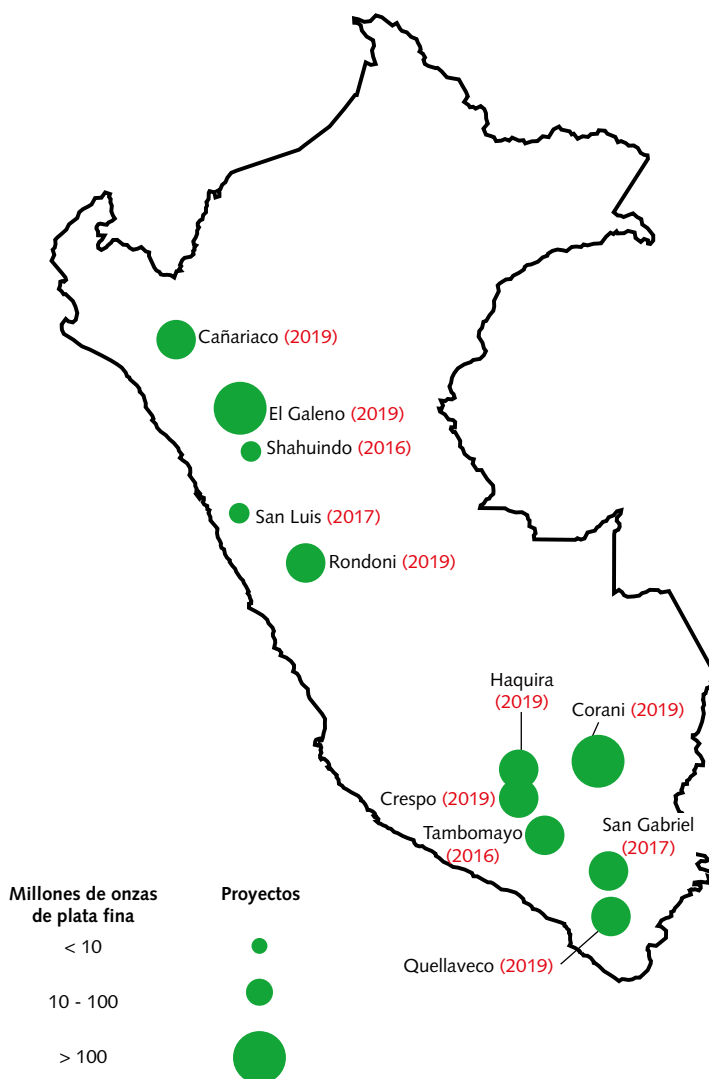 Cañariaco (2019)
El Galeno (2019)
Shahuindo (2016)
San Luis (2017)
Rondoni (2019)
Haquira
(2019)
Corani (2019)
Crespo (2019)
Tambomayo
(2016)
San Gabriel
(2017)
Quellaveco (2019)
Millones de onzas
de plata fina
Proyectos
< 10
10 - 100
> 100